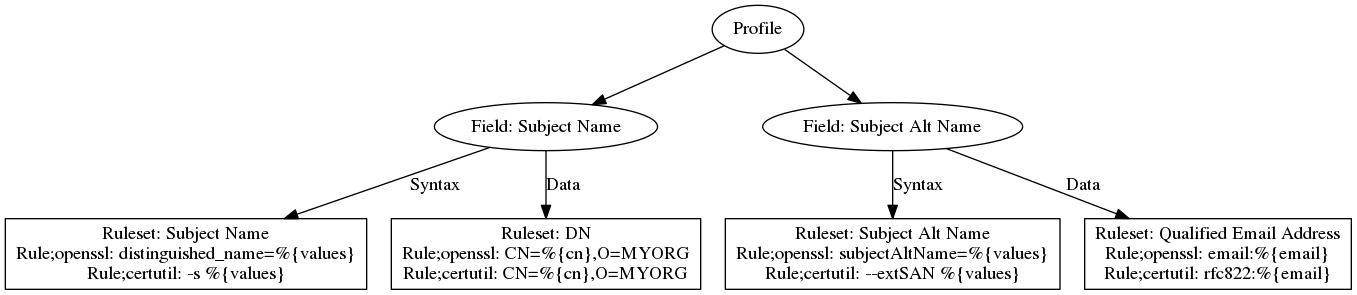 Profile
Field: Subject Name
Field: Subject Alt Name
Syntax
Data
Syntax
Data
Ruleset: Subject Name
Rule;openssl: distinguished_name=%{values}
Rule;certutil: -s %{values}
Ruleset: DN
Rule;openssl: CN=%{cn},O=MYORG
Rule;certutil: CN=%{cn},O=MYORG
Ruleset: Subject Alt Name
Rule;openssl: subjectAltName=%{values}
Rule;certutil: --extSAN %{values}
Ruleset: Qualified Email Address
Rule;openssl: email:%{email}
Rule;certutil: rfc822:%{email}